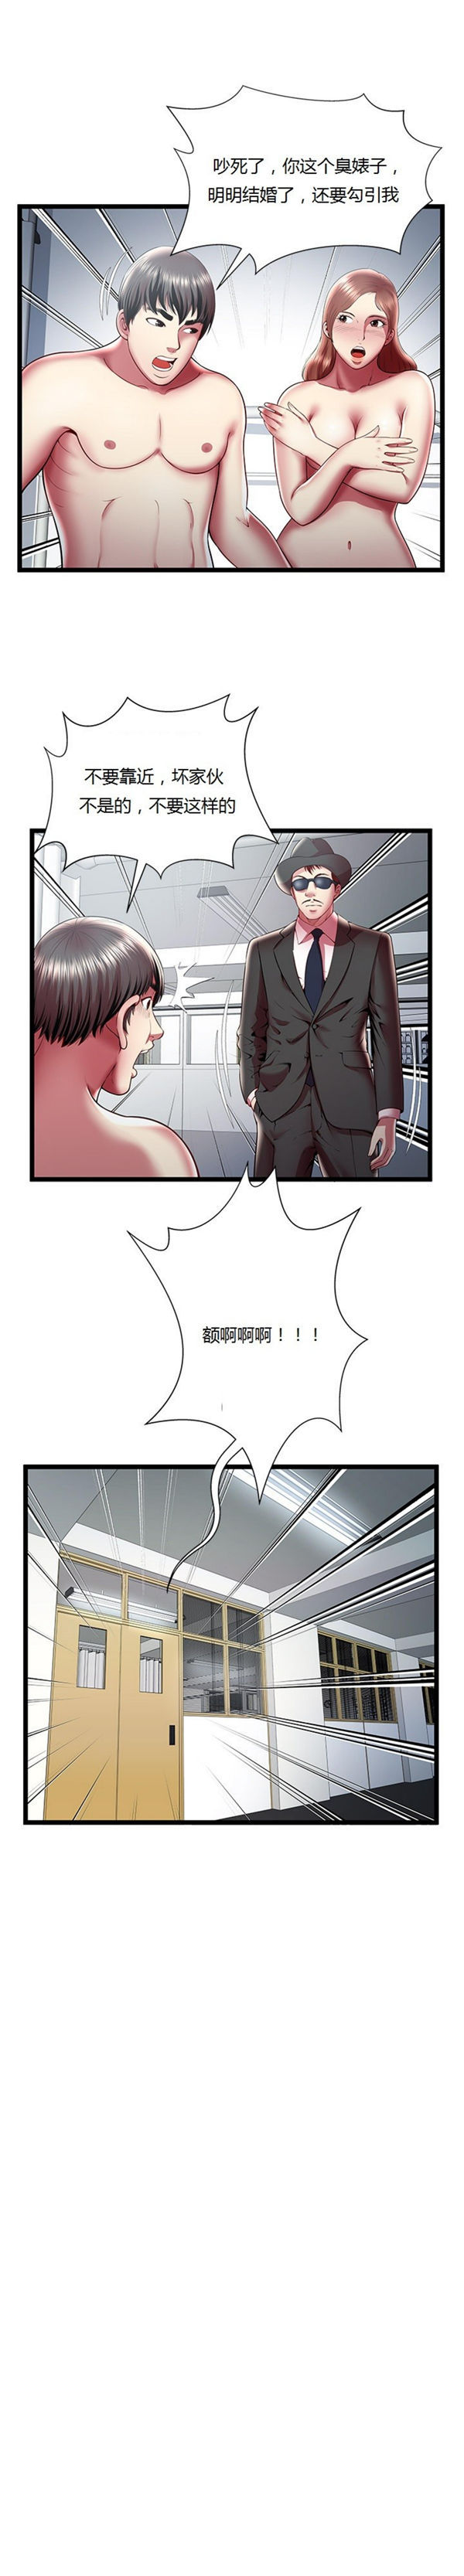 吵死了，你这个臭婊子，
明明结婚了，还要勾引我
不要靠近，坏家伙
不是的，不要这样的
额啊啊啊！！！